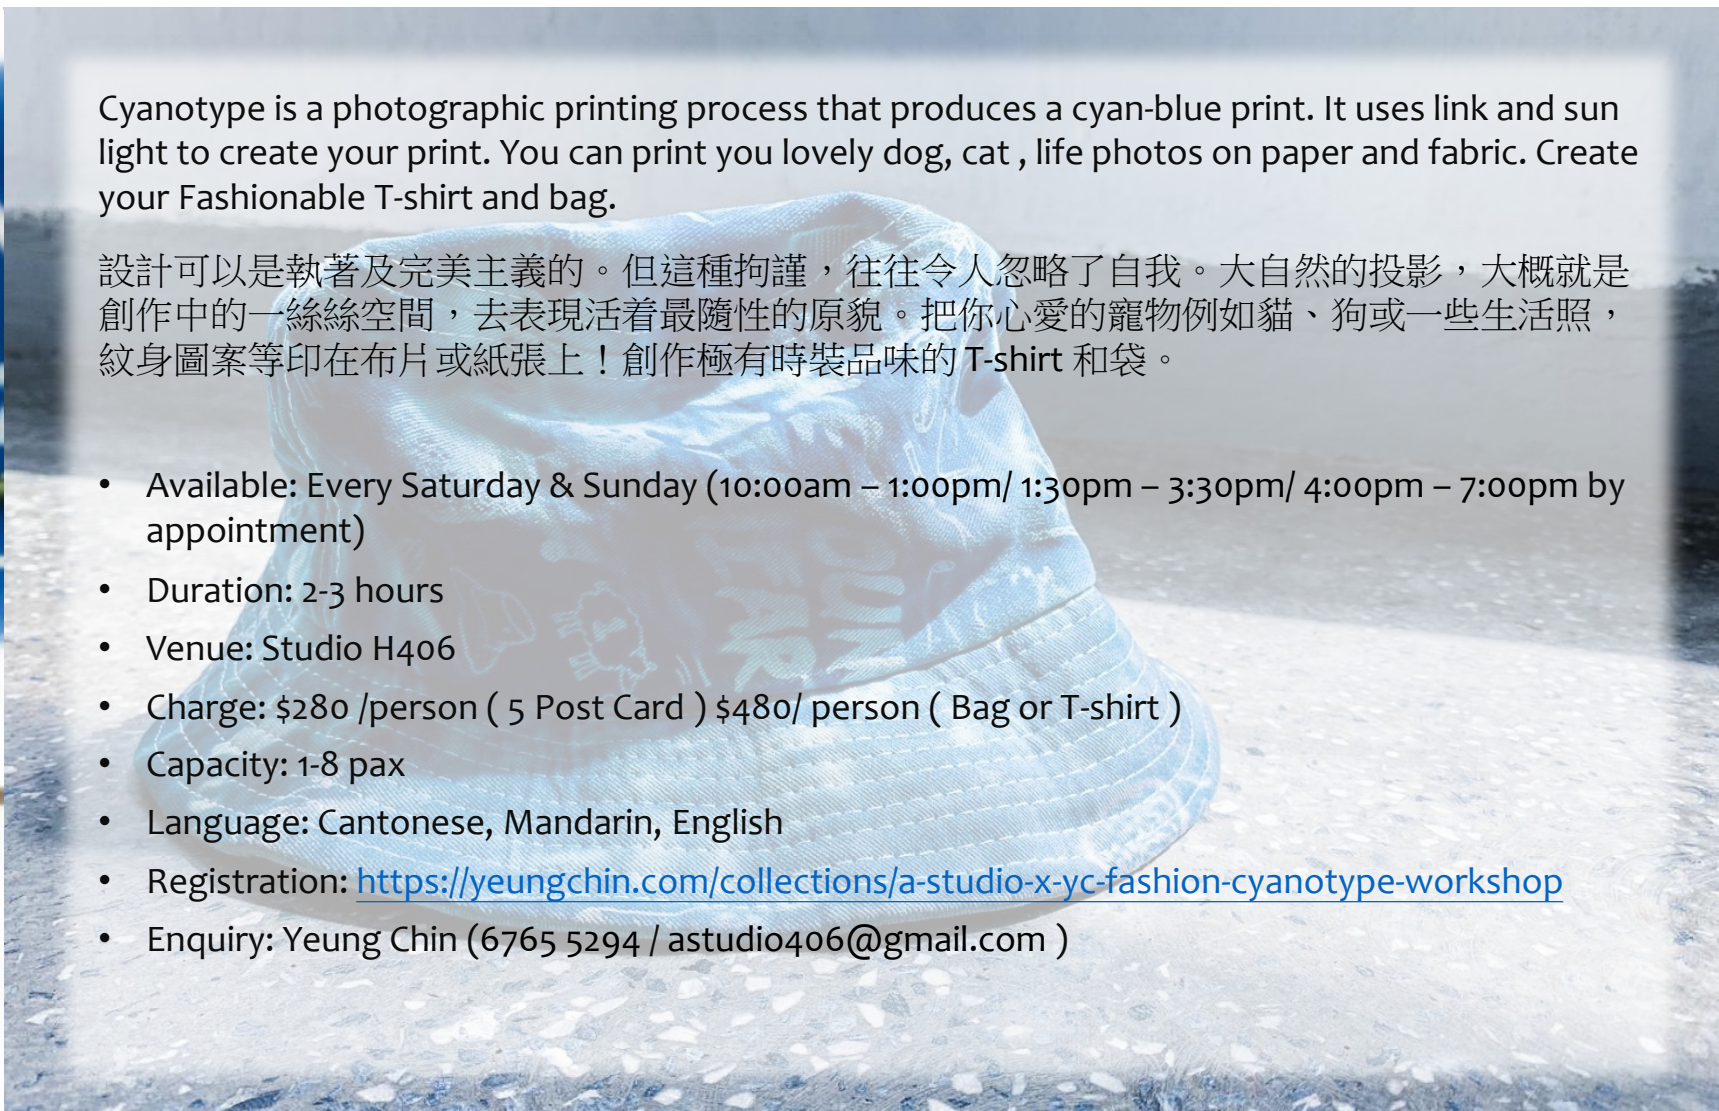 Cyanotype is a photographic printing process that produces a cyan-blue print. It uses link and sun
light to create your print. You can print you lovely dog, cat , life photos on paper and fabric. Create
your Fashionable T-shirt and bag.
設計可以是執著及完美主義的。但這種拘謹，往往令人忽略了自我。大自然的投影，大概就是
創作中的一絲絲空間，去表現活着最隨性的原貌。把你心愛的寵物例如貓、狗或一些生活照，
紋身圖案等印在布片或紙張上！創作極有時裝品味的 T-shirt 和袋。
• Available: Every Saturday & Sunday (10:00am – 1:00pm/ 1:30pm – 3:30pm/ 4:00pm – 7:00pm by
appointment)
• Duration: 2-3 hours
• Venue: Studio H406
• Charge: $280 /person ( 5 Post Card ) $480/ person ( Bag or T-shirt )
• Capacity: 1-8 pax
• Language: Cantonese, Mandarin, English
• Registration: https://yeungchin.com/collections/a-studio-x-yc-fashion-cyanotype-workshop
• Enquiry: Yeung Chin (6765 5294 / astudio406@gmail.com )